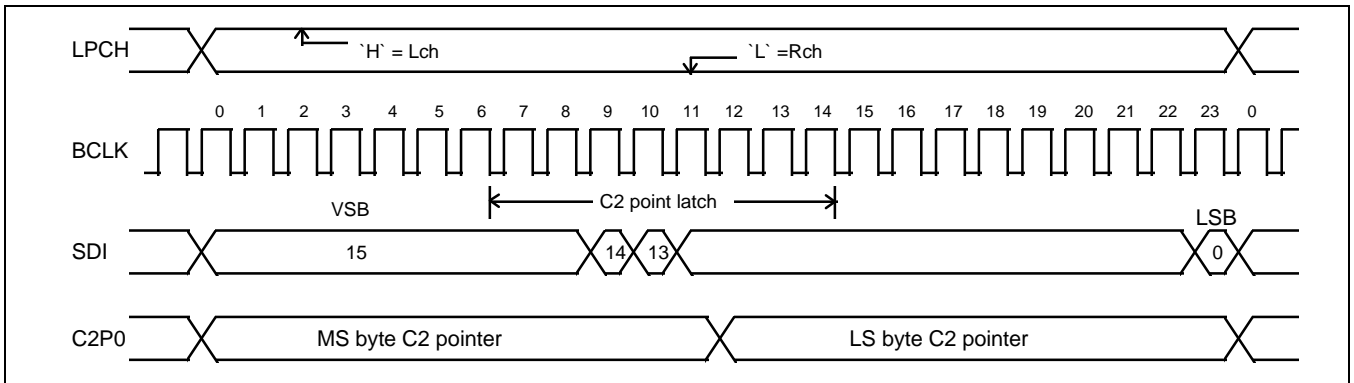 LPCH `H` = Lch `L` =Rch
0 1 2 3 4 5 6 7 8 9 10 11 12 13 14 15 16 17 18 19 20 21 22 23 0
BCLK
C2 point latch
VSB LSB
SDI 15 14 13 0
C2P0 MS byte C2 pointer LS byte C2 pointer